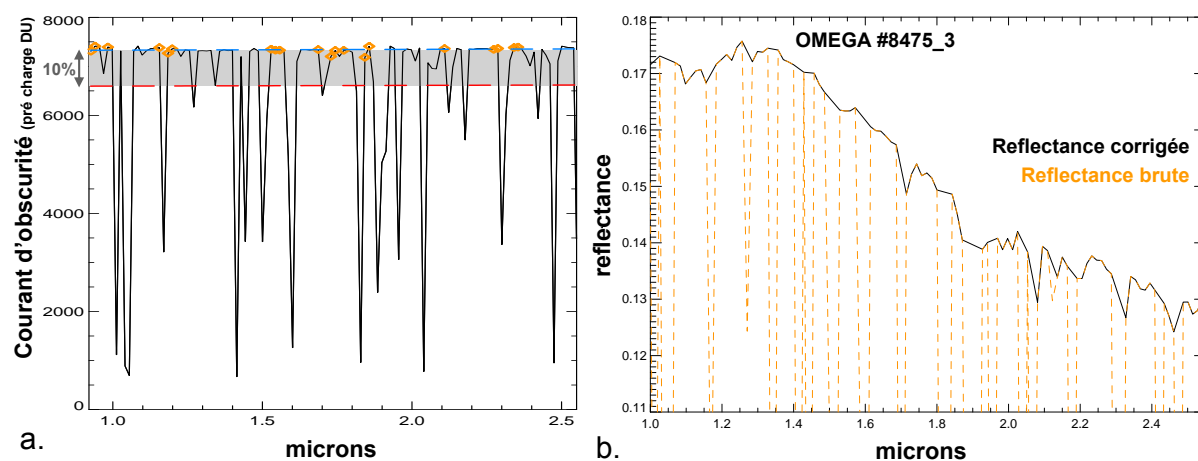 8000
6000
4000
2000
0
10%
Courant d'obscurité (pré charge DU)
1.0 1.5 2.0 2.5
microns
a.
0.18
0.17
0.16
0.15
0.14
0.13
0.12
0.11
reflectance
OMEGA #8475_3
Reflectance corrigée
Reflectance brute
1.0 1.2 1.4 1.6 1.8 2.0 2.2 2.4
microns
b.